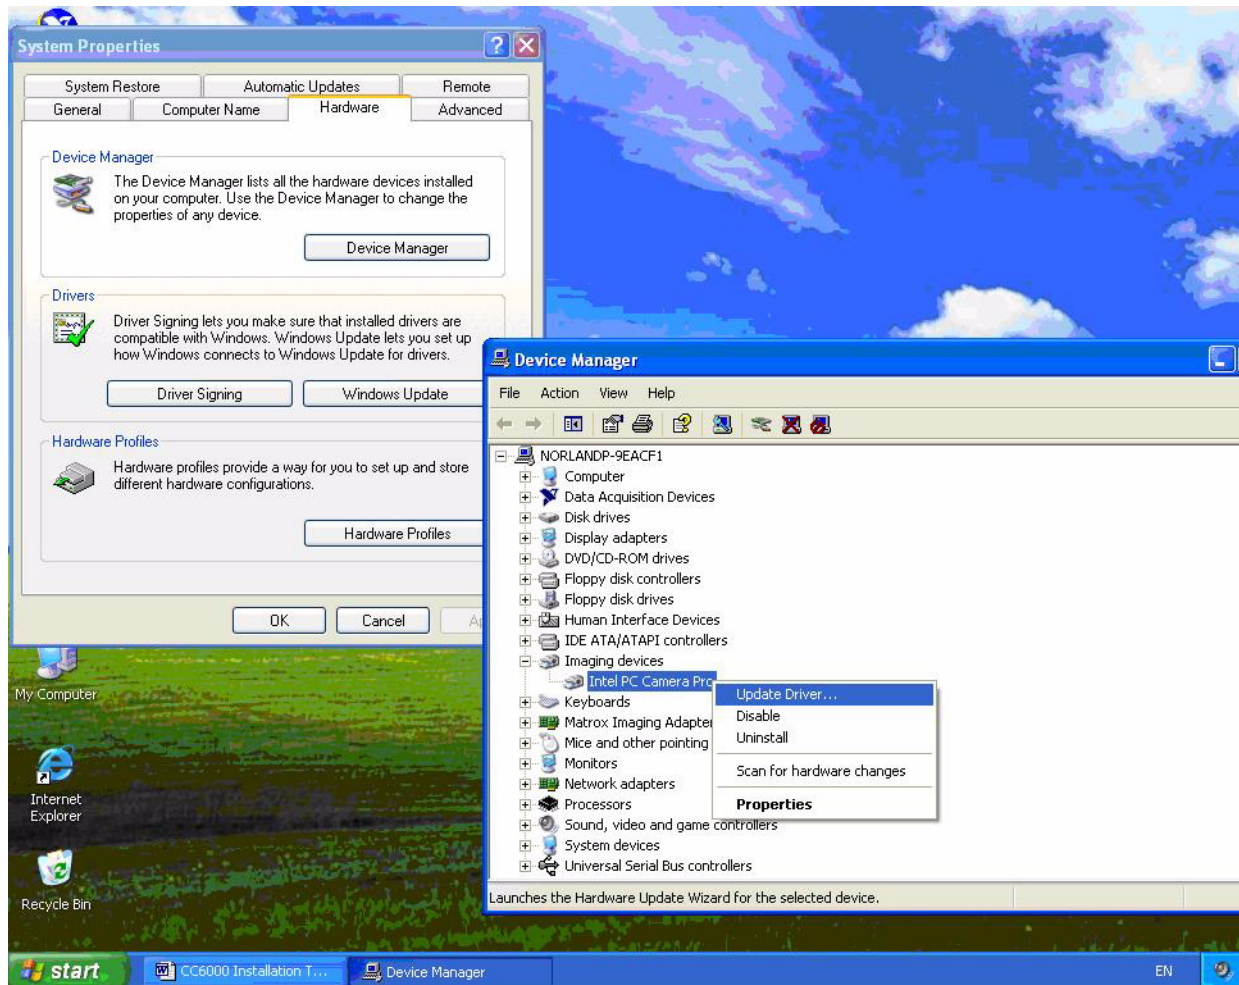 System Properties
System Restore Automatic Updates Remote
General Computer Name Hardware Advanced
Device Manager
The Device Manager lists all the hardware devices installed
on your computer. Use the Device Manager to change the
properties of any device.
Device Manager
Drivers
Driver Signing lets you make sure that installed drivers are
compatible with Windows. Windows Update lets you set up
how Windows connects to Windows Update for drivers.
Driver Signing Windows Update
Hardware Profiles
Hardware profiles provide a way for you to set up and store
different hardware configurations.
Hardware Profiles
OK Cancel
Device Manager
File Action View Help
NORLANDP-9EACF1
Computer
Data Acquisition Devices
Disk drives
Display adapters
DVD/CD-ROM drives
Floppy disk controllers
Floppy disk drives
Human Interface Devices
IDE ATA/ATAPI controllers
Imaging devices
Intel PC Camera Pro
Keyboards
Matrox Imaging Adapter
Mice and other pointing
Monitors
Network adapters
Processors
Sound, video and game controllers
System devices
Universal Serial Bus controllers
Update Driver...
Disable
Uninstall
Scan for hardware changes
Properties
Launches the Hardware Update Wizard for the selected device.
My Computer
Internet
Explorer
Recycle Bin
start CC6000 Installation T... Device Manager EN